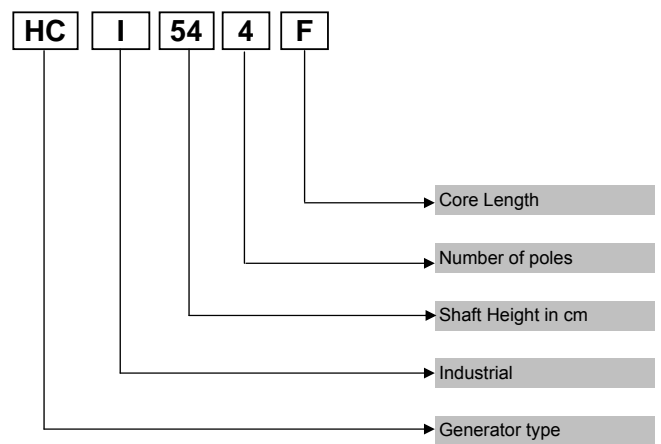 HC I 54 4 F
Core Length
Number of poles
Shaft Height in cm
Industrial
Generator type